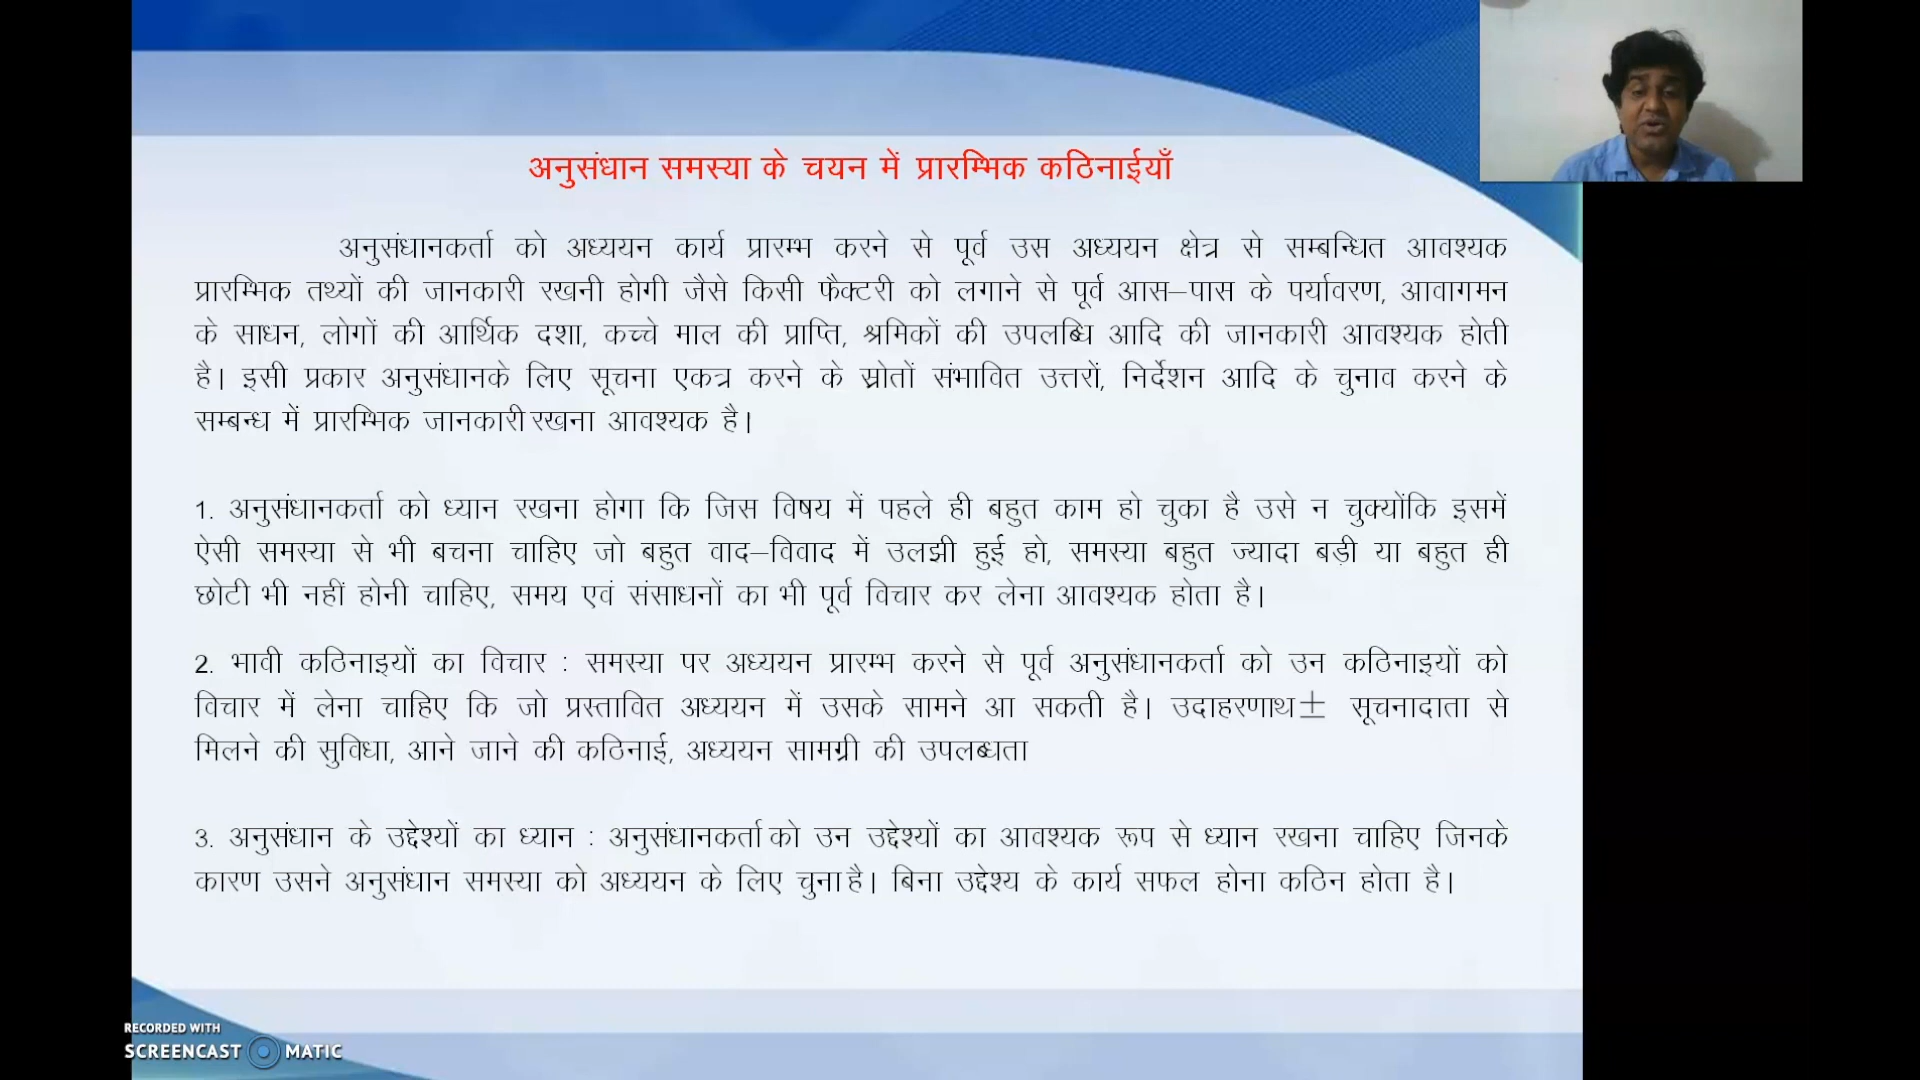 अनुसंधान समस्या के चयन में प्रारम्भिक कठिनाईयाँ
अनुसंधानकर्ता को अध्ययन कार्य प्रारम्भ करने से पूर्व उस अध्ययन क्षेत्र से सम्बन्धित आवश्यक
प्रारम्भिक तथ्यों की जानकारी रखनी होगी जैसे किसी फैक्टरी को लगाने से पूर्व आस–पास के पर्यावरण, आवागमन
के साधन, लोगों की आर्थिक दशा, कच्चे माल की प्राप्ति, श्रमिकों की उपलब्धि आदि की जानकारी आवश्यक होती
है। इसी प्रकार अनुसंधानके लिए सूचना एकत्र करने के स्रोतों संभावित उत्तरों, निर्देशन आदि के चुनाव करने के
सम्बन्ध में प्रारम्भिक जानकारी रखना आवश्यक है।
1. अनुसंधानकर्ता को ध्यान रखना होगा कि जिस विषय में पहले ही बहुत काम हो चुका है उसे न चुक्योंकि इसमें
ऐसी समस्या से भी बचना चाहिए जो बहुत वाद–विवाद में उलझी हुई हो, समस्या बहुत ज्यादा बड़ी या बहुत ही
छोटी भी नहीं होनी चाहिए, समय एवं संसाधनों का भी पूर्व विचार कर लेना आवश्यक होता है।
2. भावी कठिनाइयों का विचार : समस्या पर अध्ययन प्रारम्भ करने से पूर्व अनुसंधानकर्ता को उन कठिनाइयों को
विचार में लेना चाहिए कि जो प्रस्तावित अध्ययन में उसके सामने आ सकती है। उदाहरणाथ± सूचनादाता से
मिलने की सुविधा, आने जाने की कठिनाई, अध्ययन सामग्री की उपलब्धता
3. अनुसंधान के उद्देश्यों का ध्यान : अनुसंधानकर्ता को उन उद्देश्यों का आवश्यक रूप से ध्यान रखना चाहिए जिनके
कारण उसने अनुसंधान समस्या को अध्ययन के लिए चुना है। बिना उद्देश्य के कार्य सफल होना कठिन होता है।
RECORDED WITH
SCREENCAST MATIC